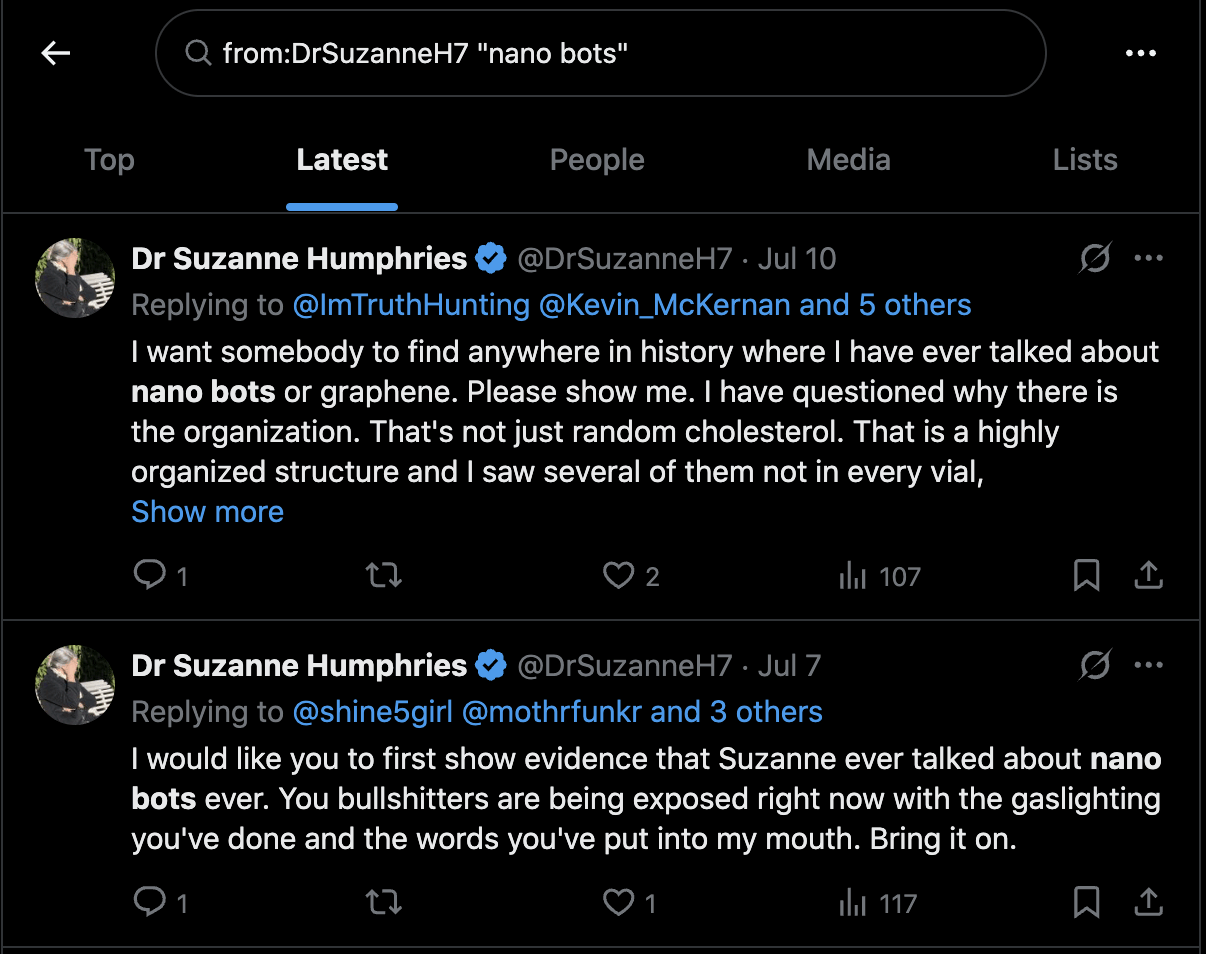 from:DrSuzanneH7 "nano bots"
Top Latest People Media Lists
Dr Suzanne Humphries @DrSuzanneH7 · Jul 10
Replying to @ImTruthHunting @Kevin_McKernan and 5 others
I want somebody to find anywhere in history where I have ever talked about
nano bots or graphene. Please show me. I have questioned why there is
the organization. That's not just random cholesterol. That is a highly
organized structure and I saw several of them not in every vial,
Show more
1 2 107
Dr Suzanne Humphries @DrSuzanneH7 · Jul 7
Replying to @shine5girl @mothrfunkr and 3 others
I would like you to first show evidence that Suzanne ever talked about nano
bots ever. You bullshitters are being exposed right now with the gaslighting
you've done and the words you've put into my mouth. Bring it on.
1 1 117